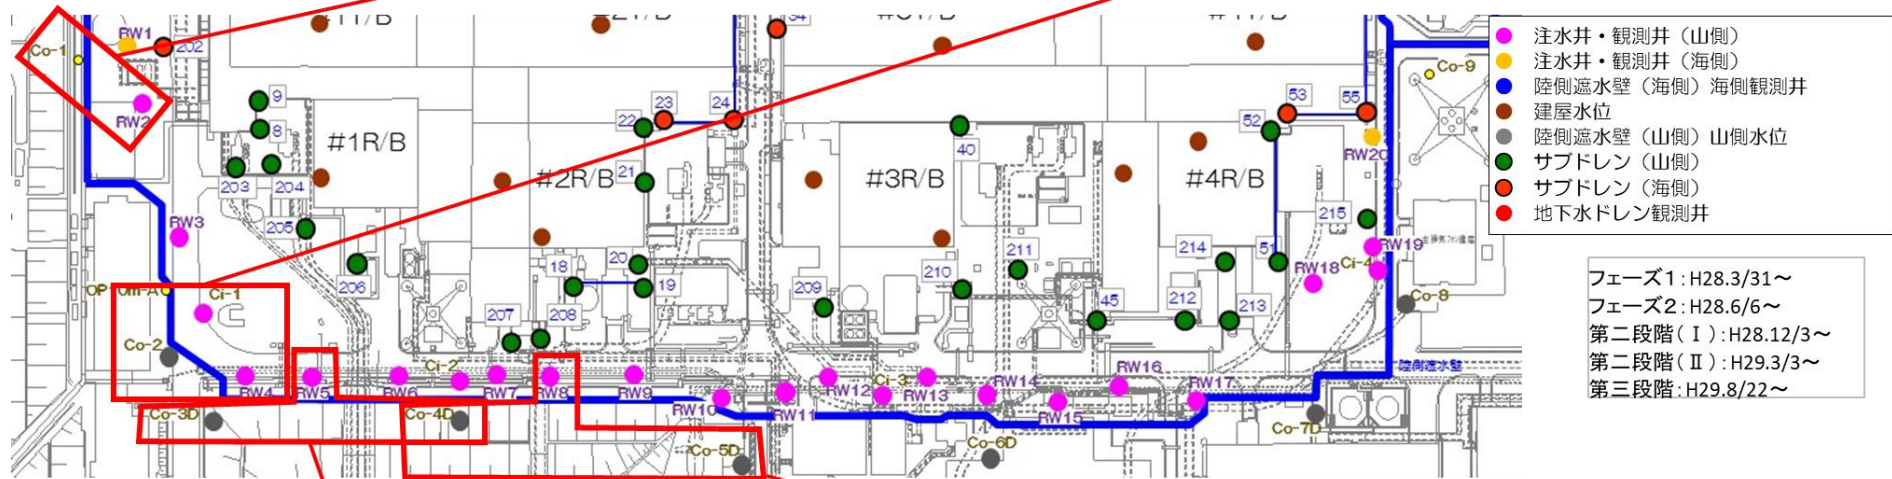 Co-1
RW1
202
RW2
9
8
#1R/B
203
204
205
206
RW3
Ci-1
Co-2
RW4
RW5
RW6
Ci-2
RW7
RW8
RW9
Co-3D
Co-4D
Co-5D
22
23
24
21
#2R/B
18
20
19
207
208
34
40
#3R/B
209
210
211
RW10
RW11
RW12
Ci-3
RW13
RW14
RW15
RW16
RW17
Co-6D
Co-7D
45
212
213
214
51
52
53
55
#4R/B
215
RW20
RW19
Ci-4
RW18
Co-8
Co-9
陸側遮水壁
注水井・観測井（山側）
注水井・観測井（海側）
陸側遮水壁（海側）海側観測井
建屋水位
陸側遮水壁（山側）山側水位
サブドレン（山側）
サブドレン（海側）
地下水ドレン観測井
フェーズ1：H28.3/31～
フェーズ2：H28.6/6～
第二段階(Ⅰ)：H28.12/3～
第二段階(Ⅱ)：H29.3/3～
第三段階：H29.8/22～